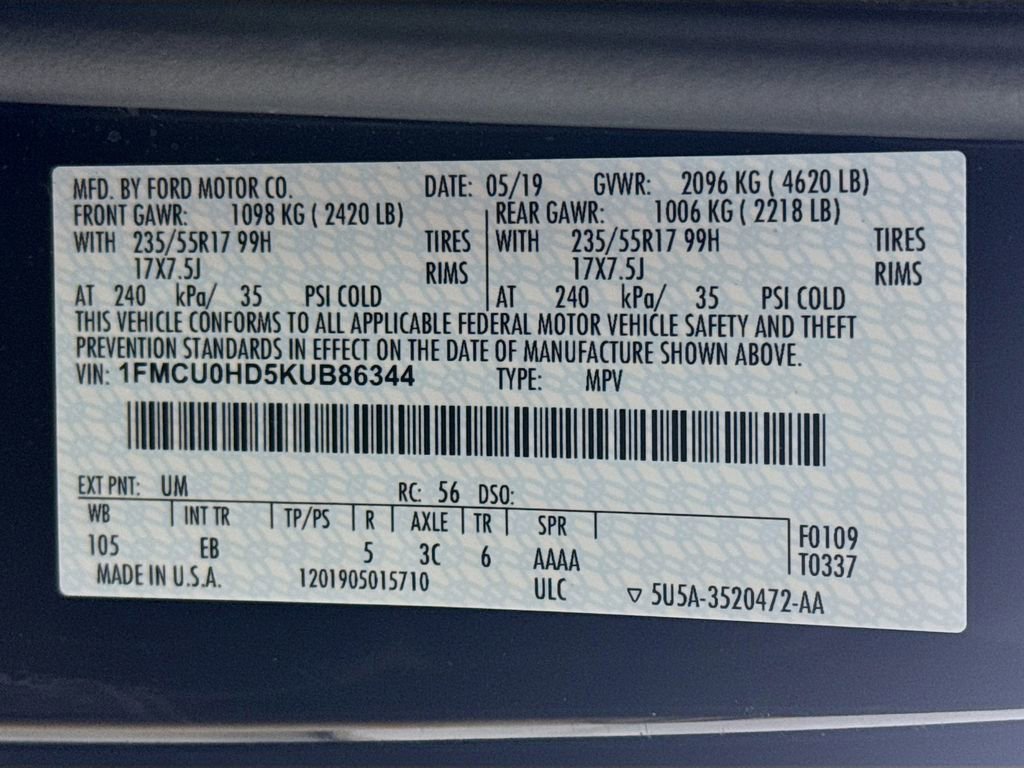 MFD. BY FORD MOTOR CO. DATE: 05/19 GVWR: 2096 KG ( 4620 LB)
FRONT GAWR: 1098 KG ( 2420 LB) REAR GAWR: 1006 KG ( 2218 LB)
WITH 235/55R17 99H TIRES WITH 235/55R17 99H TIRES
17X7.5J RIMS 17X7.5J RIMS
AT 240 kPa/ 35 PSI COLD AT 240 kPa/ 35 PSI COLD
THIS VEHICLE CONFORMS TO ALL APPLICABLE FEDERAL MOTOR VEHICLE SAFETY AND THEFT
PREVENTION STANDARDS IN EFFECT ON THE DATE OF MANUFACTURE SHOWN ABOVE.
VIN: 1FMCU0HD5KUB86344 TYPE: MPV
EXT PNT: UM RC: 56 DSO:
WB INT TR TP/PS R AXLE TR SPR F0109
105 EB 5 3C 6 AAAA T0337
MADE IN U.S.A. 1201905015710 ULC ▽ 5U5A-3520472-AA